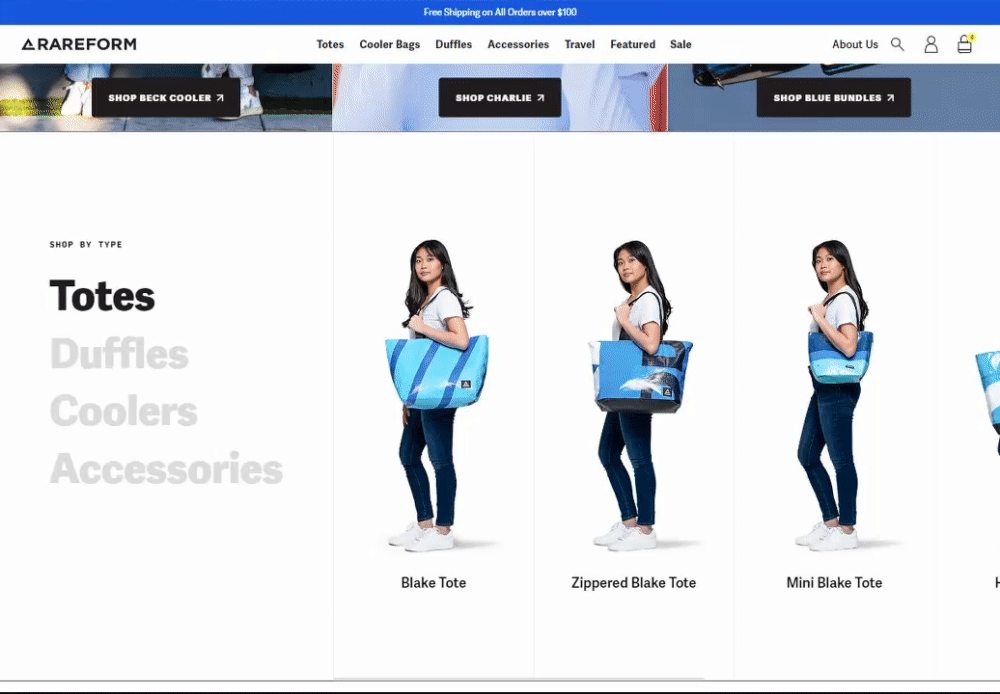 Free Shipping on All Orders over $100
RAREFORM
Totes Cooler Bags Duffles Accessories Travel Featured Sale
About Us
SHOP BECK COOLER
SHOP CHARLIE
SHOP BLUE BUNDLES
SHOP BY TYPE
Totes
Duffles
Coolers
Accessories
Blake Tote
Zippered Blake Tote
Mini Blake Tote